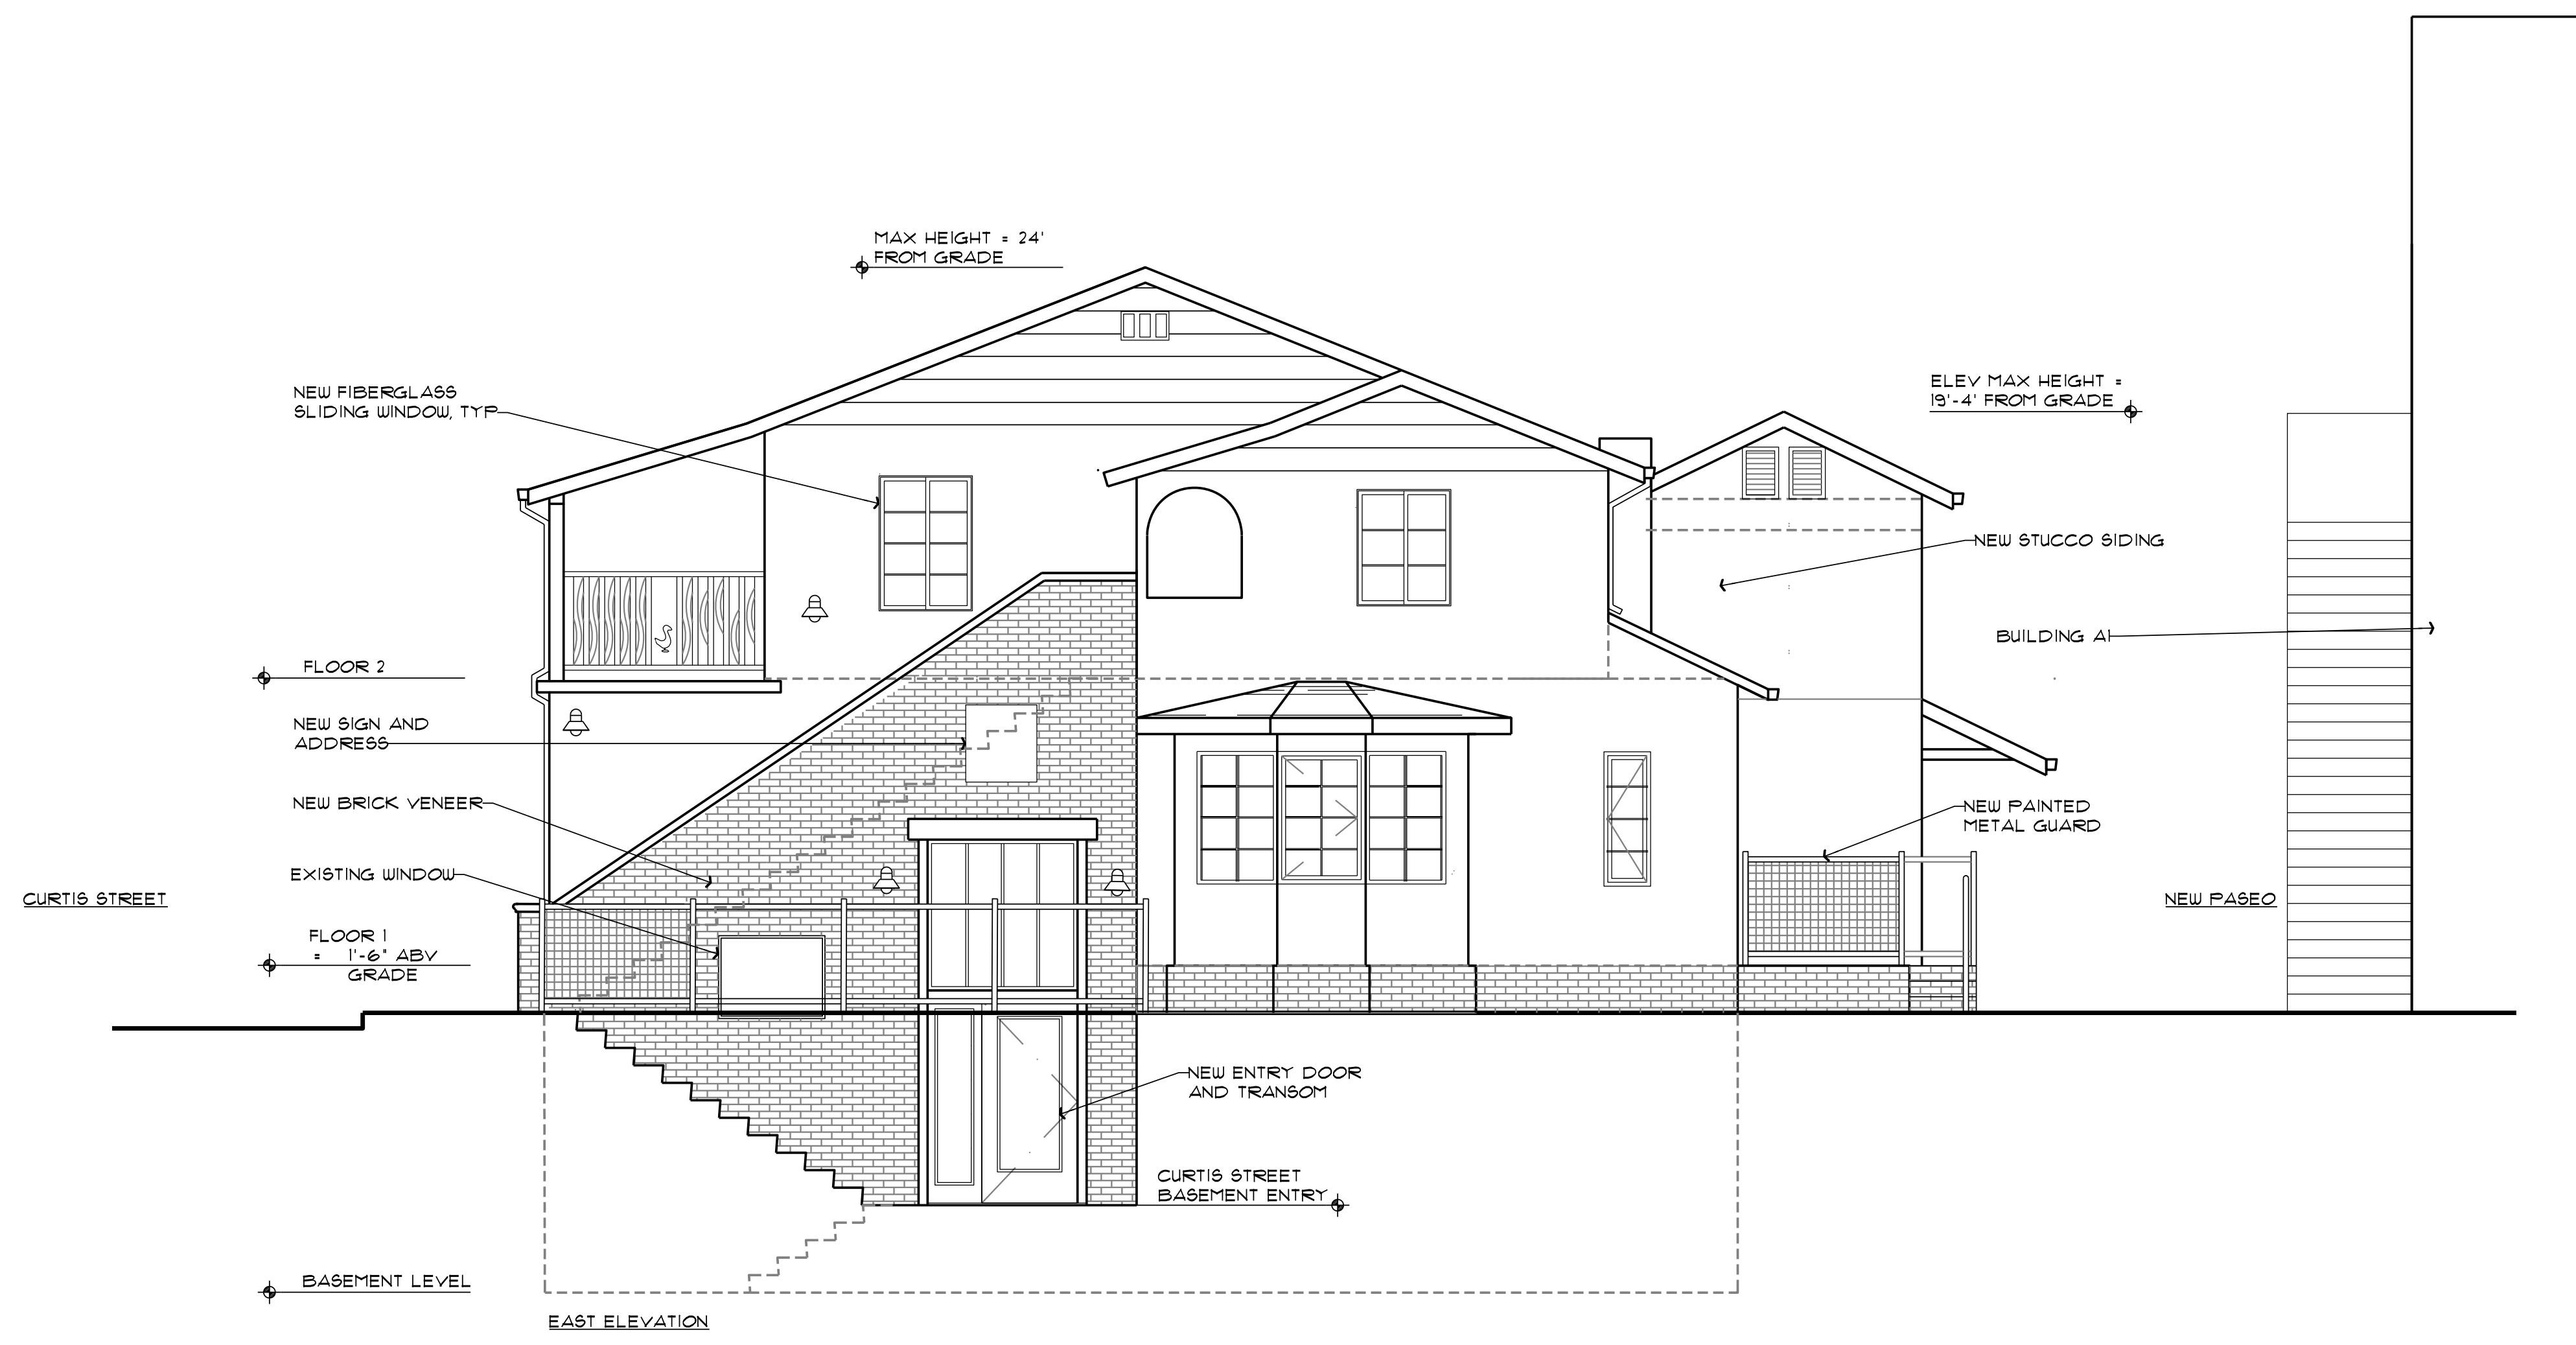 MAX HEIGHT = 24'
FROM GRADE
NEW FIBERGLASS
SLIDING WINDOW, TYP
ELEV MAX HEIGHT =
19'-4' FROM GRADE
NEW STUCCO SIDING
BUILDING A1
FLOOR 2
NEW SIGN AND
ADDRESS
NEW BRICK VENEER
NEW PAINTED
METAL GUARD
EXISTING WINDOW
CURTIS STREET
NEW PASEO
FLOOR 1
= 1'-6" ABV
GRADE
NEW ENTRY DOOR
AND TRANSOM
CURTIS STREET
BASEMENT ENTRY
BASEMENT LEVEL
EAST ELEVATION